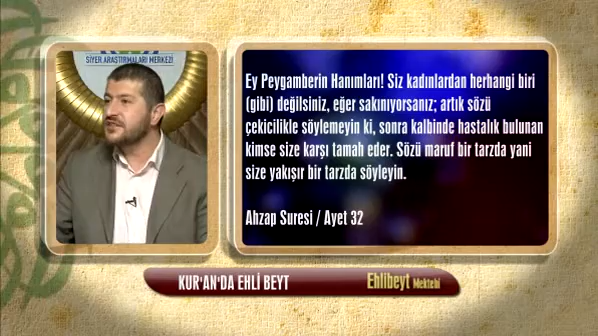 SİYER ARAŞTIRMALARI MERKEZİ
Ey Peygamberin Hanımları! Siz kadınlardan herhangi biri
(gibi) değilsiniz, eğer sakınıyorsanız; artık sözü
çekicilikle söylemeyin ki, sonra kalbinde hastalık bulunan
kimse size karşı tamah eder. Sözü maruf bir tarzda yani
size yakışır bir tarzda söyleyin.
Ahzap Suresi / Ayet 32
KUR'AN'DA EHLİ BEYT
Ehlibeyt Mektebi